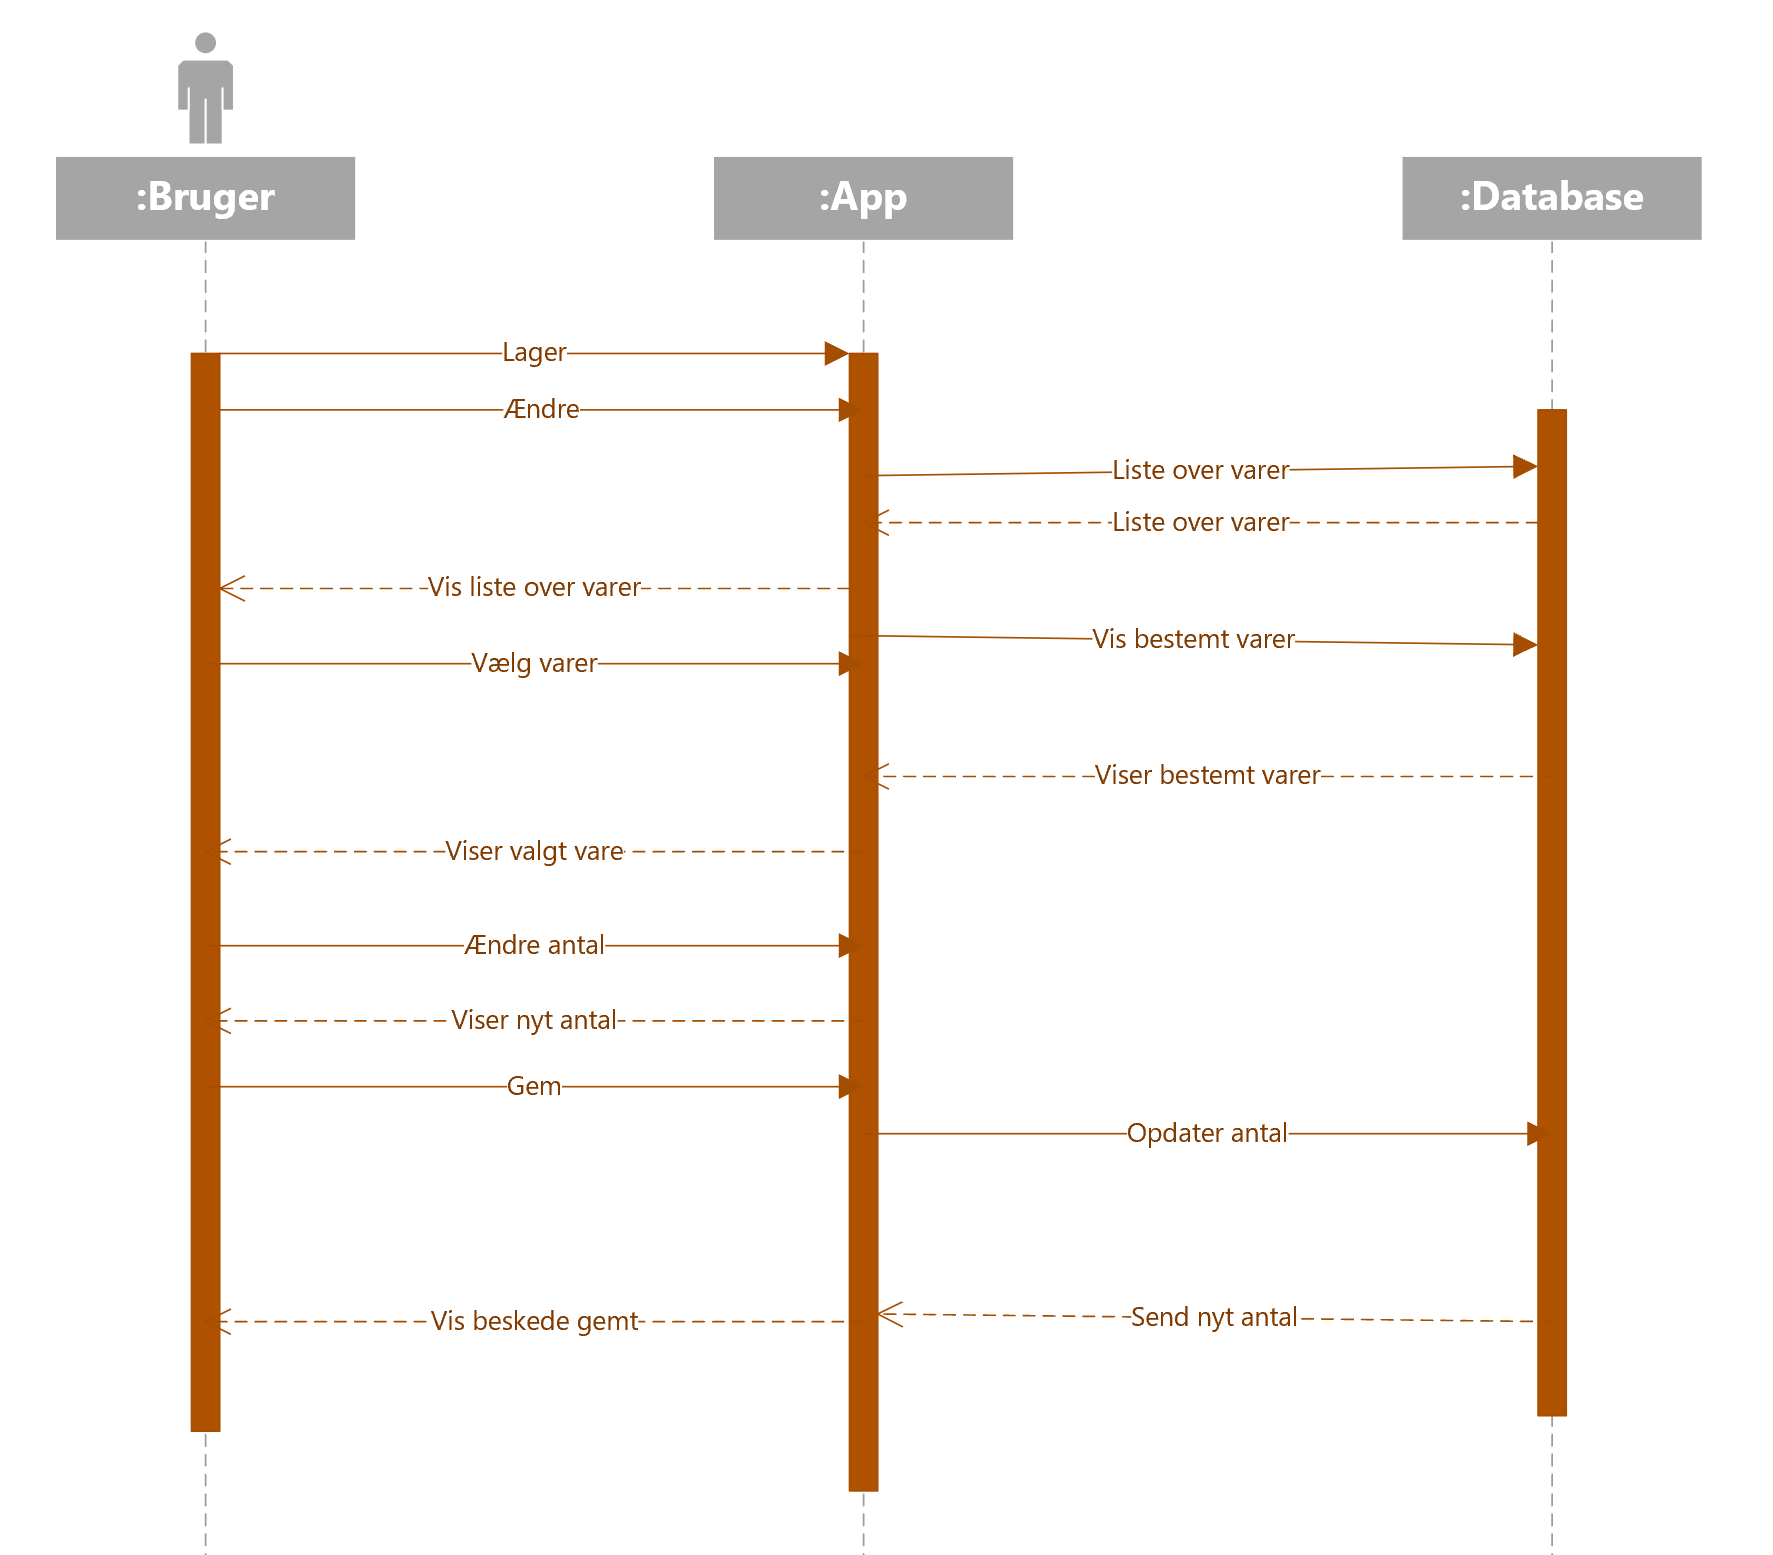 :Bruger
:App
:Database
Lager
Ændre
Liste over varer
Liste over varer
Vis liste over varer
Vis bestemt varer
Vælg varer
Viser bestemt varer
Viser valgt vare
Ændre antal
Viser nyt antal
Gem
Opdater antal
Send nyt antal
Vis beskede gemt